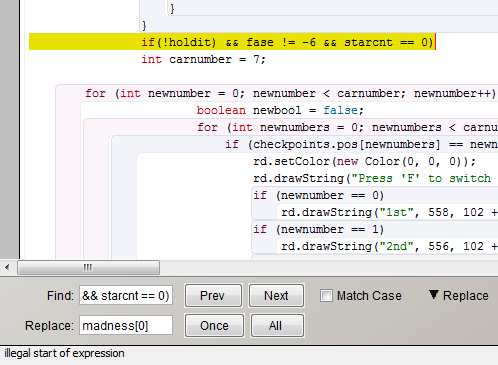 }
}
if(!holdit) && fase != -6 && starcnt == 0)
int carnumber = 7;
for (int newnumber = 0; newnumber < carnumber; newnumber++)
boolean newbool = false;
for (int newnumbers = 0; newnumbers < carnu
if (checkpoints.pos[newnumbers] == newn
rd.setColor(new Color(0, 0, 0));
rd.drawString("Press 'F' to switch
if (newnumber == 0)
rd.drawString("1st", 558, 102 +
if (newnumber == 1)
rd.drawString("2nd", 556, 102 +
Find: && starcnt == 0) Prev Next Match Case ▼ Replace
Replace: madness[0] Once All
illegal start of expression